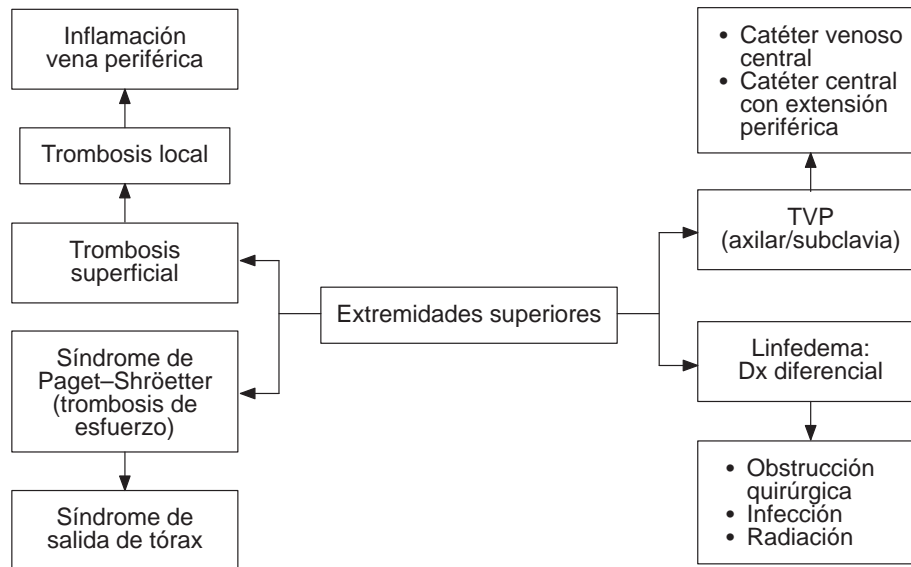 Inflamación
vena periférica
Trombosis local
Trombosis
superficial
Síndrome de
Paget–Shröetter
(trombosis de
esfuerzo)
Síndrome de
salida de tórax
Extremidades superiores
• Catéter venoso
central
• Catéter central
con extensión
periférica
TVP
(axilar/subclavia)
Linfedema:
Dx diferencial
• Obstrucción
quirúrgica
• Infección
• Radiación